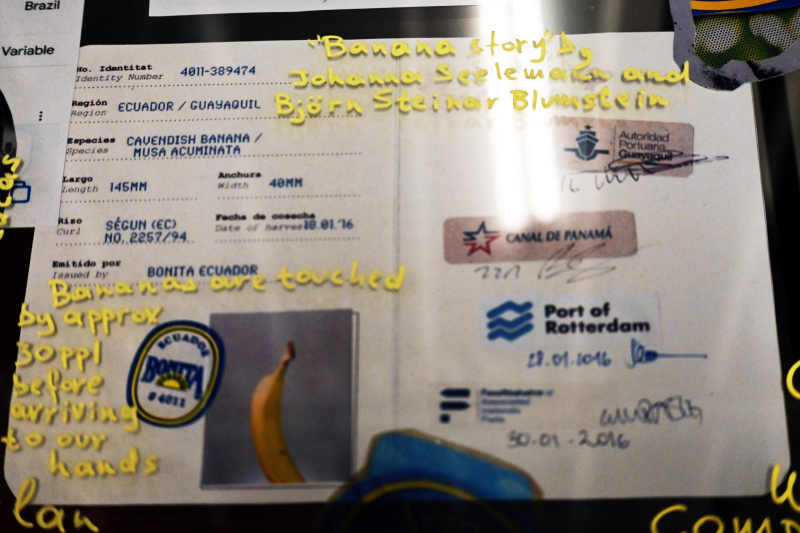 Brazil
Variable
"Banana story" by
Johanna Seelemann and
Björn Steinar Blumstein
No. Identitat
Identity Number
4011-389474
Región
Region
ECUADOR / GUAYAQUIL
Especies
Species
CAVENDISH BANANA /
MUSA ACUMINATA
Largo
Length
145MM
Anchura
Width
40MM
Rizo
Curl
SÉGUN (EC)
NO. 2257/94
Fecha de cosecha
Date of harves
18.01.'16
Emitido por
Issued by
BONITA ECUADOR
Bananas are touched
by approx
30 ppl
before
arriving
to our
hands
ECUADOR
BONITA
#4011
Autoridad
Portuaria
Guayaquil
CANAL DE PANAMÁ
Port of
Rotterdam
28.01.2016
30-01-2016
lan